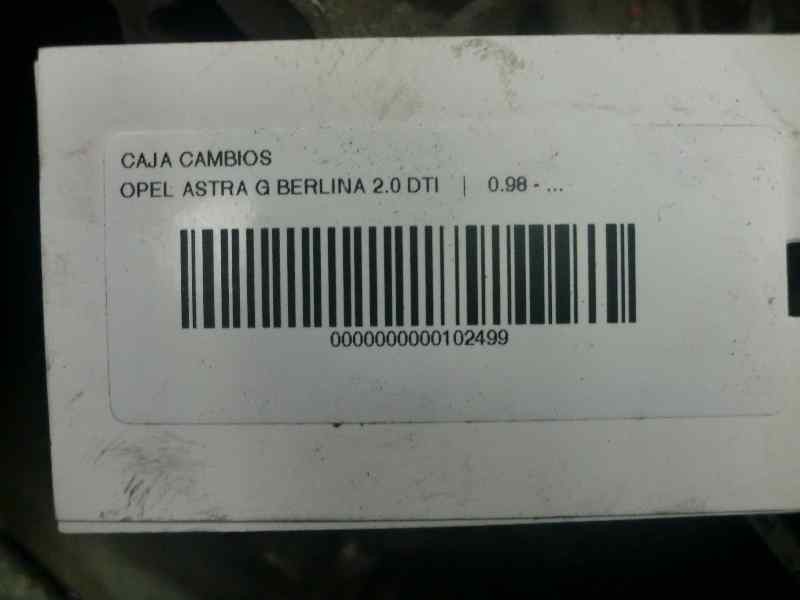 CAJA CAMBIOS
OPEL ASTRA G BERLINA 2.0 DTI | 0.98 - ...
0000000000102499